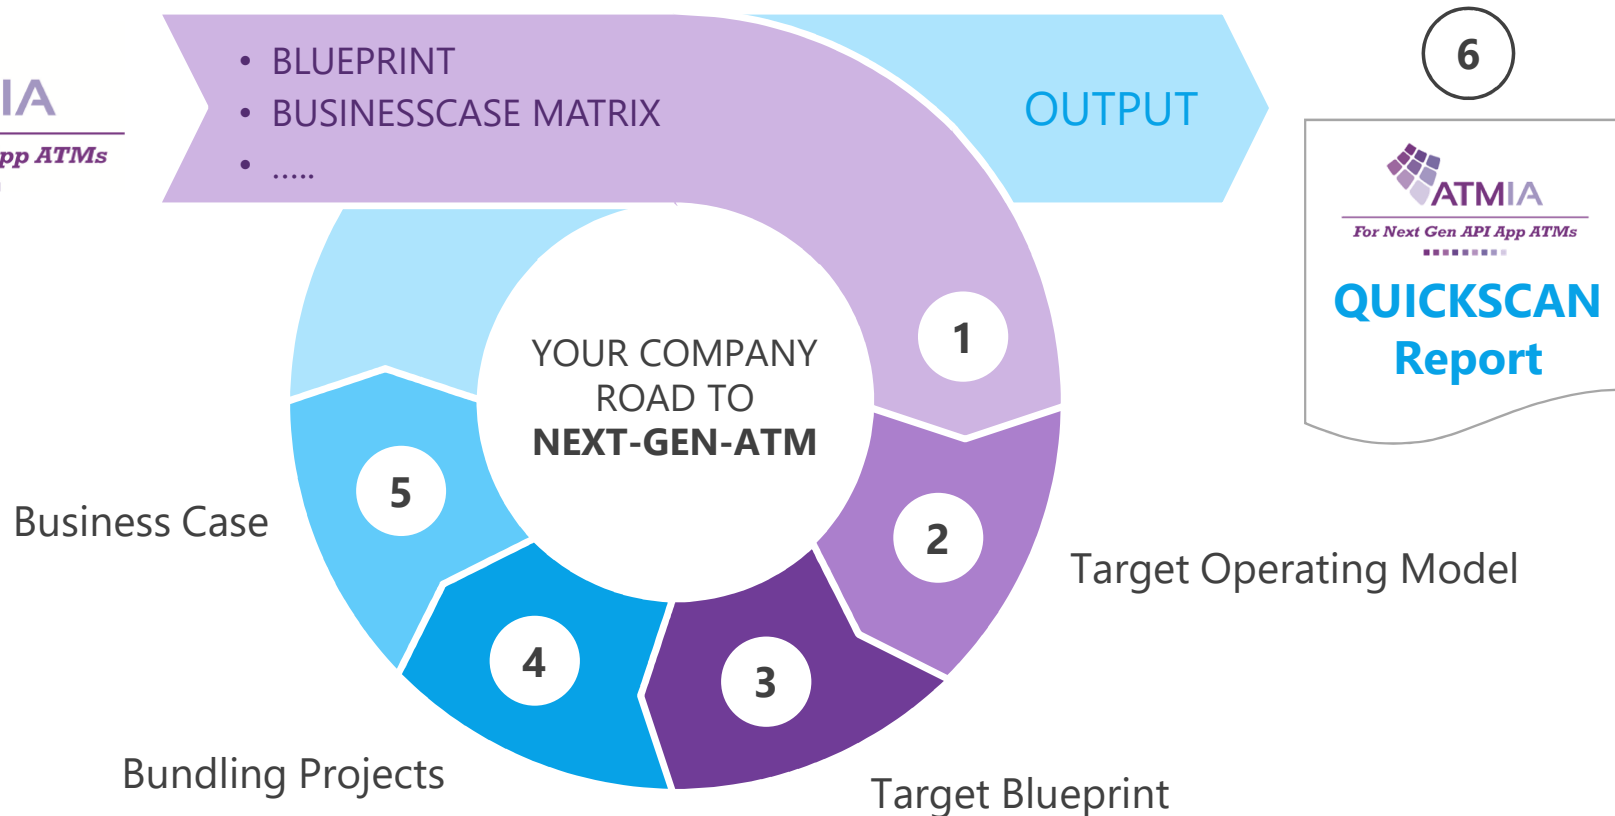 IA
pp ATMs
• BLUEPRINT
• BUSINESSCASE MATRIX
• .....
OUTPUT
6
ATMIA
For Next Gen API App ATMs
QUICKSCAN
Report
1
YOUR COMPANY
ROAD TO
NEXT-GEN-ATM
5
Business Case
2
Target Operating Model
4
3
Bundling Projects
Target Blueprint